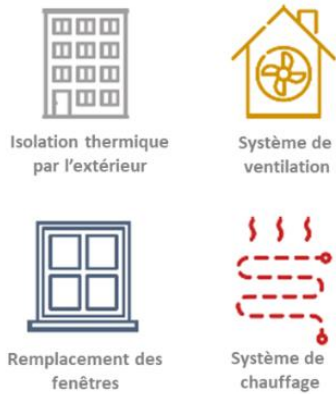 Isolation thermique
par l'extérieur
Système de
ventilation
Remplacement des
fenêtres
Système de
chauffage